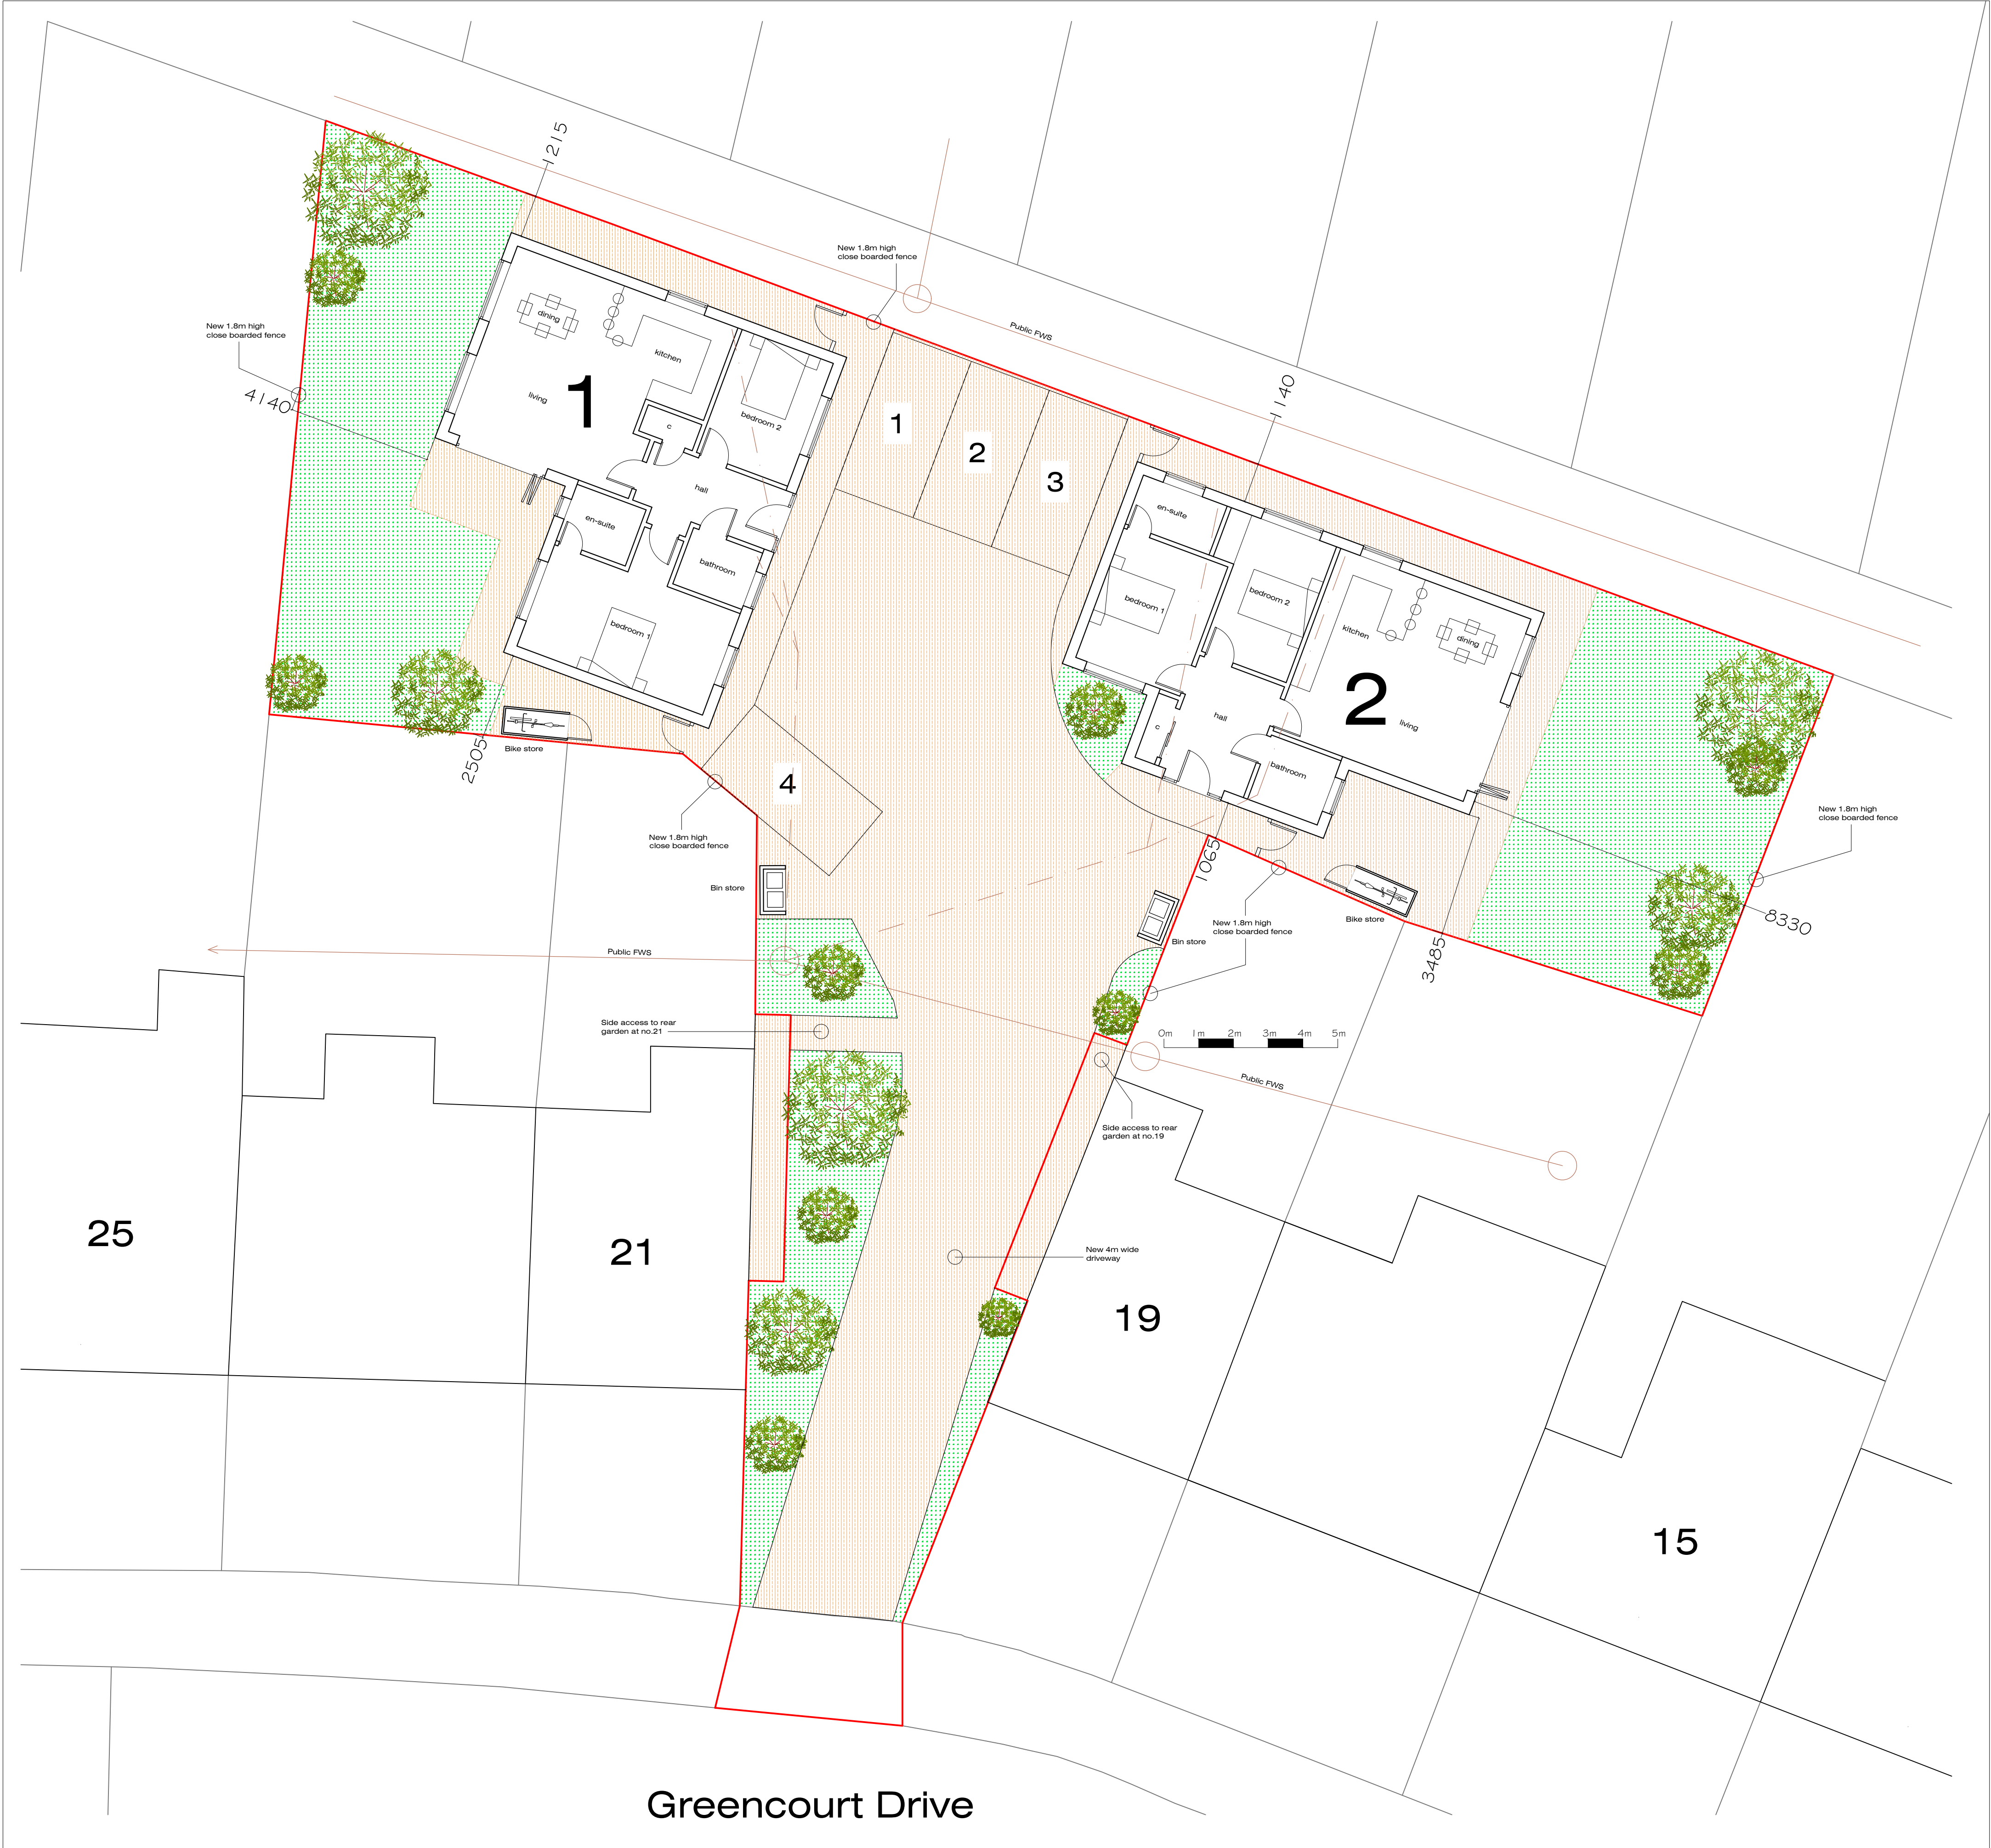 1215
New 1.8m high
close boarded fence
Public FWS
New 1.8m high
close boarded fence
4140
dining
kitchen
living
1
bedroom 2
c
hall
en-suite
bathroom
bedroom 1
1
2
3
1140
en-suite
bedroom 1
bedroom 2
kitchen
dining
2
living
hall
c
bathroom
2505
Bike store
4
New 1.8m high
close boarded fence
New 1.8m high
close boarded fence
1065
Bin store
Bike store
8330
New 1.8m high
close boarded fence
Bin store
3485
Public FWS
Side access to rear
garden at no.21
0m 1m 2m 3m 4m 5m
Public FWS
Side access to rear
garden at no.19
25
21
New 4m wide
driveway
19
15
Greencourt Drive